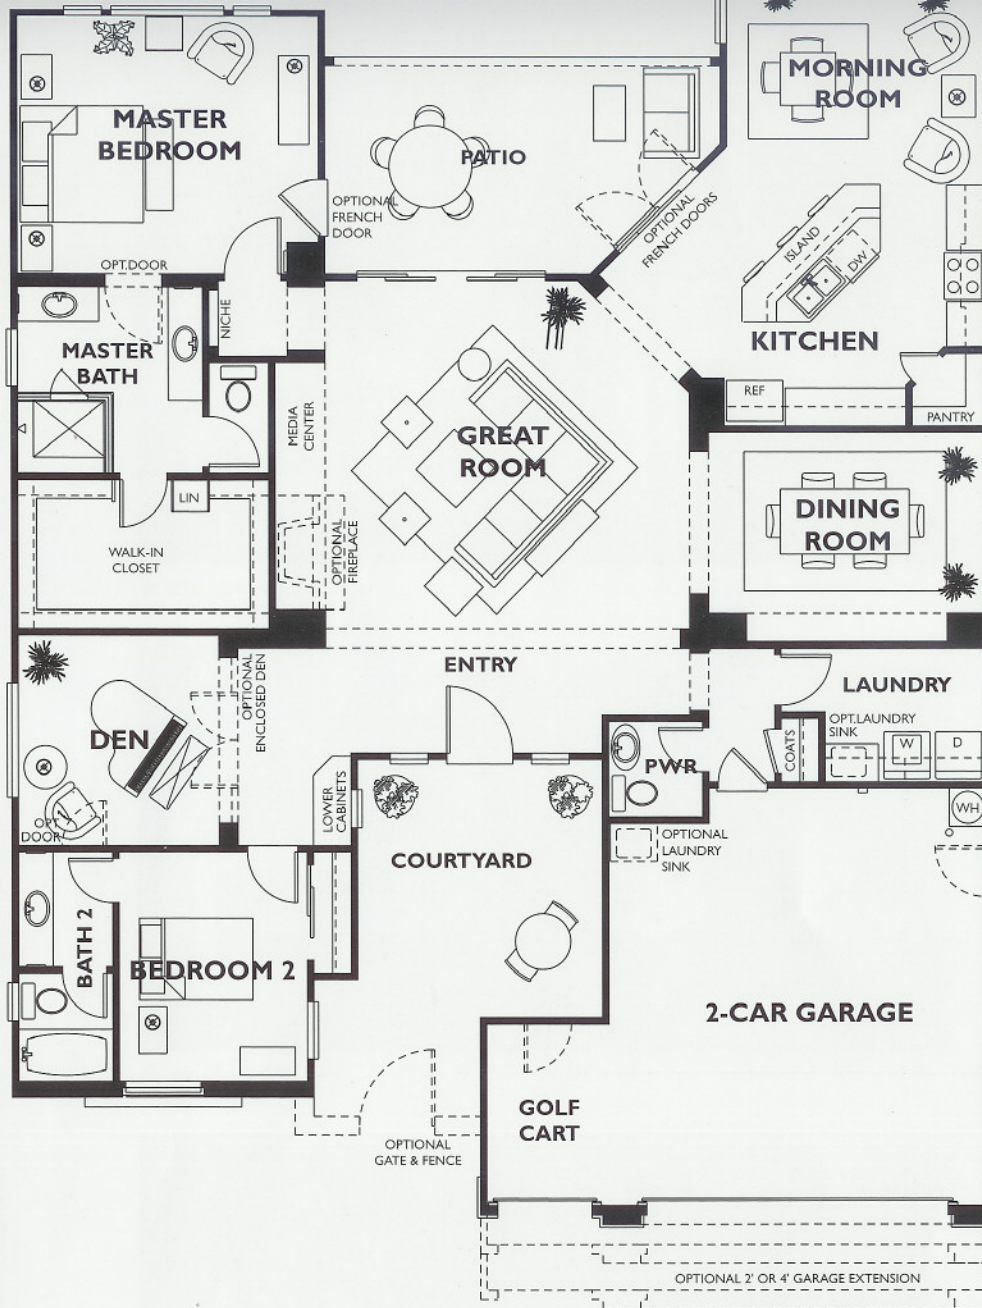 MORNING
ROOM
MASTER
BEDROOM
PATIO
OPTIONAL
FRENCH
DOOR
OPTIONAL
FRENCH DOORS
ISLAND
DW
OPT.DOOR
NICHE
KITCHEN
MASTER
BATH
REF
PANTRY
MEDIA
CENTER
GREAT
ROOM
LIN
DINING
ROOM
WALK-IN
CLOSET
OPTIONAL
FIREPLACE
ENTRY
OPTIONAL
ENCLOSED DEN
LAUNDRY
OPT.LAUNDRY
SINK
DEN
COATS
W
D
PWR
LOWER
CABINETS
WH
OPT
DOOR
OPTIONAL
LAUNDRY
SINK
COURTYARD
BATH 2
BEDROOM 2
2-CAR GARAGE
GOLF
CART
OPTIONAL
GATE & FENCE
OPTIONAL 2' OR 4' GARAGE EXTENSION